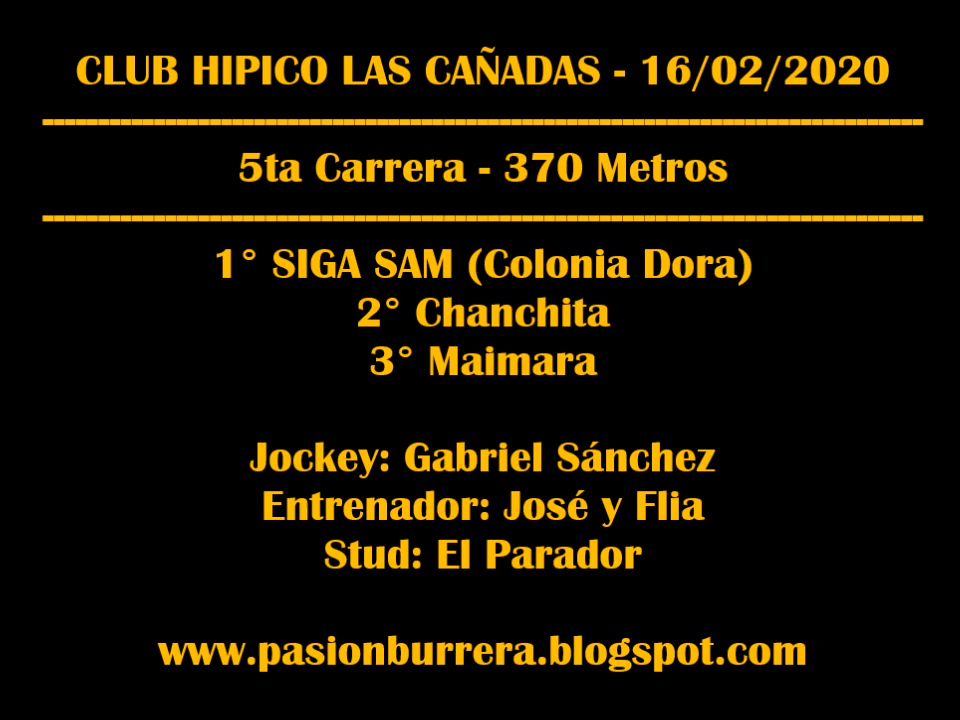 CLUB HIPICO LAS CAÑADAS - 16/02/2020
--------------------------------------------------------------------------------
5ta Carrera - 370 Metros
--------------------------------------------------------------------------------
1° SIGA SAM (Colonia Dora)
2° Chanchita
3° Maimara
Jockey: Gabriel Sánchez
Entrenador: José y Flia
Stud: El Parador
www.pasionburrera.blogspot.com